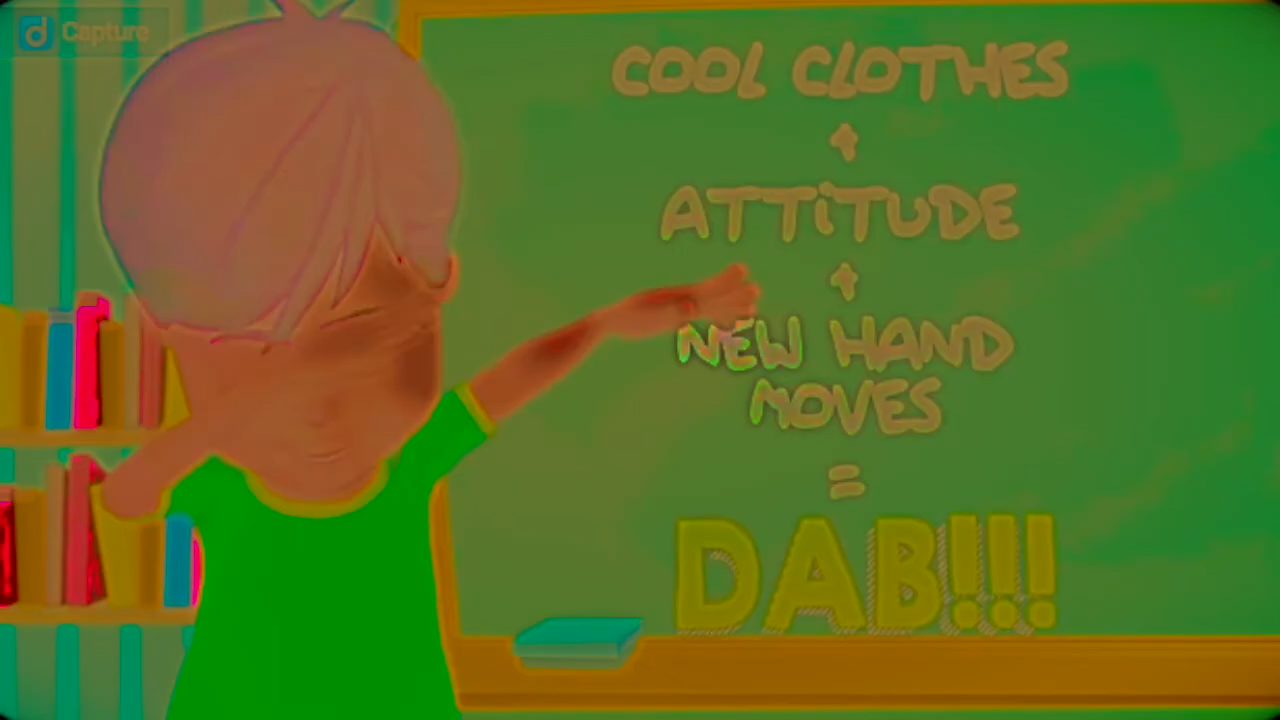 d Capture
COOL CLOTHES
+
ATTiTUDE
+
NEW HAND
MOVES
=
DAB!!!